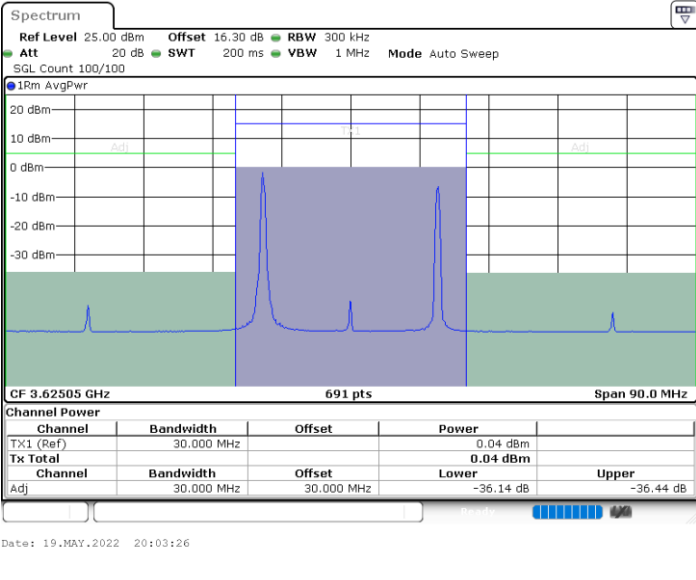 Spectrum
Ref Level 25.00 dBm Offset 16.30 dB RBW 300 kHz
Att 20 dB SWT 200 ms VBW 1 MHz Mode Auto Sweep
SGL Count 100/100
1Rm AvgPwr
20 dBm
TX1
10 dBm
Adj Adj
0 dBm
-10 dBm
-20 dBm
-30 dBm
CF 3.62505 GHz 691 pts Span 90.0 MHz
Channel Power
Channel Bandwidth Offset Power
TX1 (Ref) 30.000 MHz 0.04 dBm
Tx Total 0.04 dBm
Channel Bandwidth Offset Lower Upper
Adj 30.000 MHz 30.000 MHz -36.14 dB -36.44 dB
Ready
Date: 19.MAY.2022 20:03:26